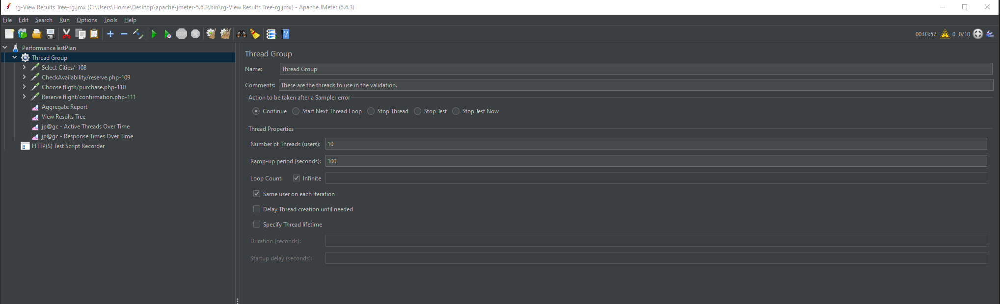 rg-View Results Tree-rg.jmx (C:\Users\Home\Desktop\apache-jmeter-5.6.3\bin\rg-View Results Tree-rg.jmx) - Apache JMeter (5.6.3)
File Edit Search Run Options Tools Help
STOP 00:03:57 0 0/10
PerformanceTestPlan
Thread Group
Select Cities/-108
CheckAvailability/reserve.php-109
Choose fligth/purchase.php-110
Reserve flight/confirmation.php-111
Aggregate Report
View Results Tree
jp@gc - Active Threads Over Time
jp@gc - Response Times Over Time
HTTP(S) Test Script Recorder
Thread Group
Name: Thread Group
Comments: These are the threads to use in the validation.
Action to be taken after a Sampler error
Continue Start Next Thread Loop Stop Thread Stop Test Stop Test Now
Thread Properties
Number of Threads (users): 10
Ramp-up period (seconds): 100
Loop Count: Infinite
Same user on each iteration
Delay Thread creation until needed
Specify Thread lifetime
Duration (seconds):
Startup delay (seconds):